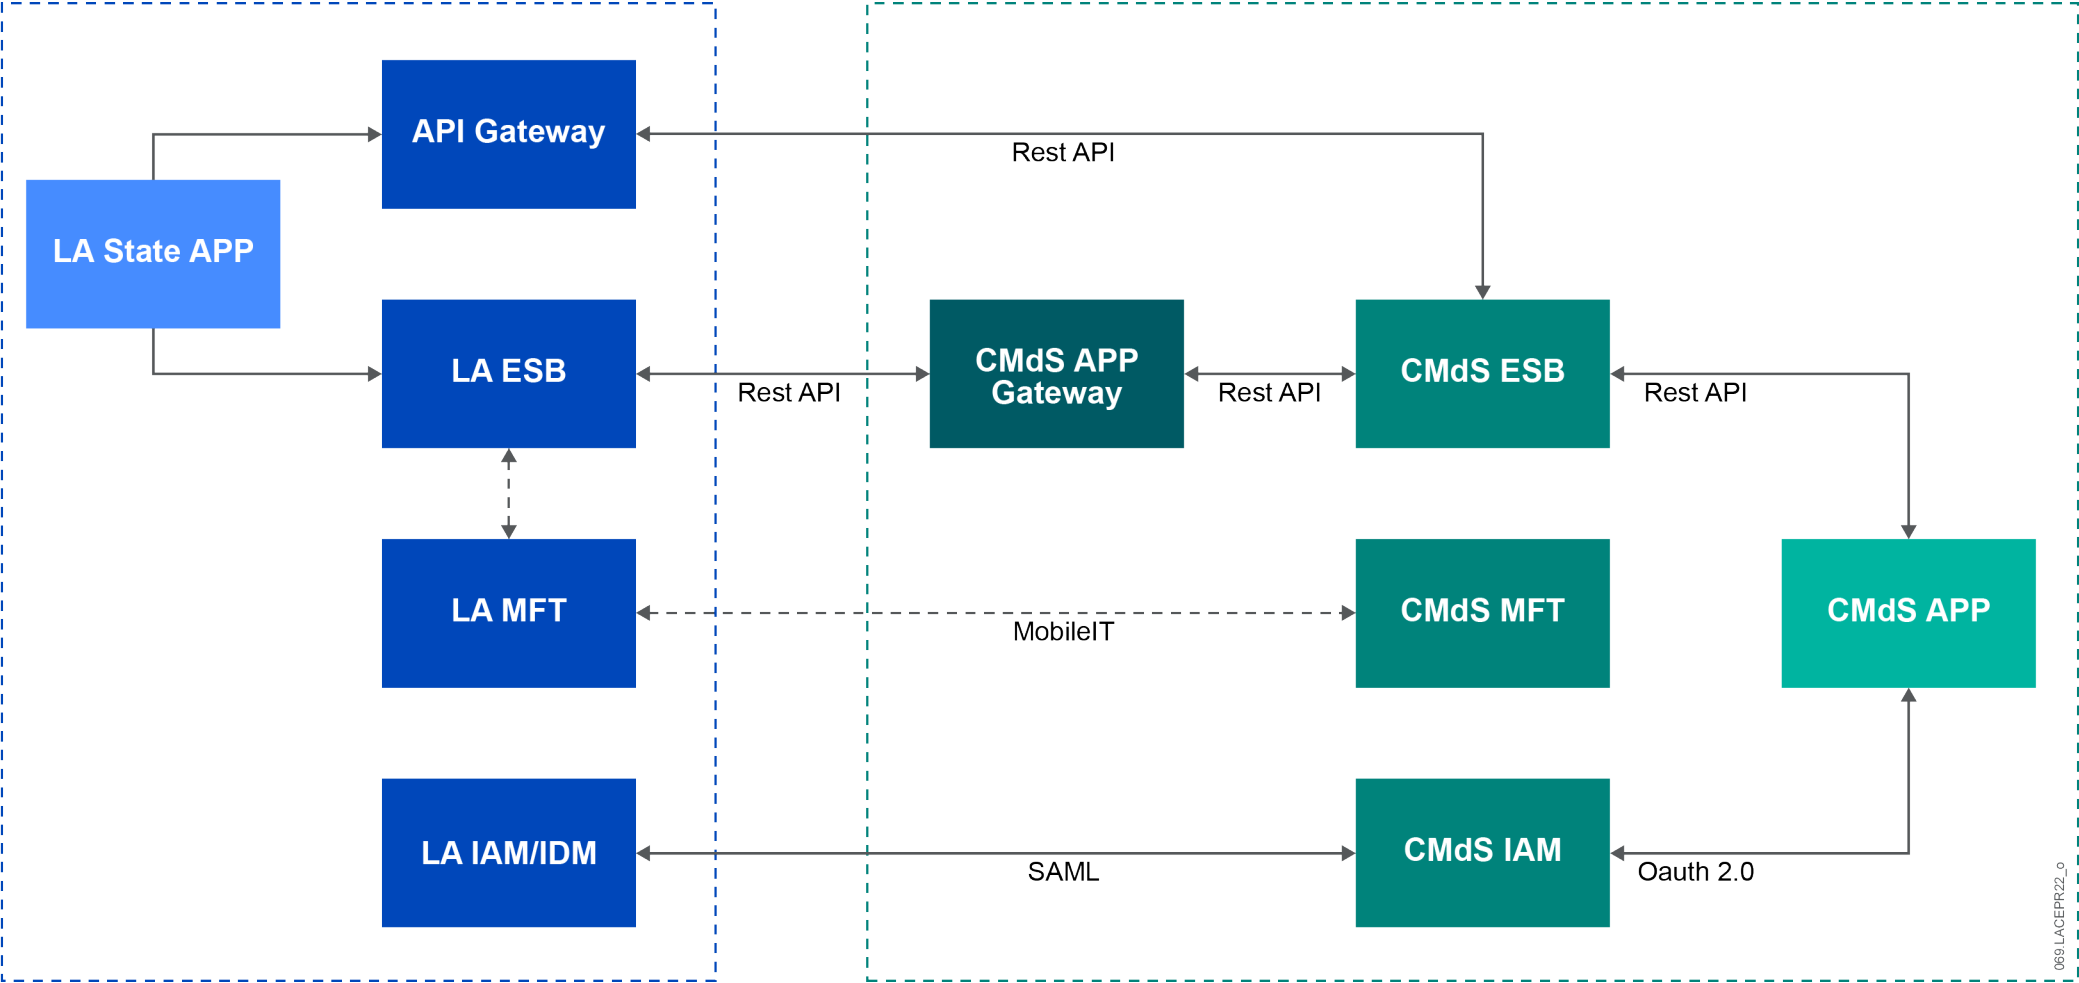 API Gateway
Rest API
LA State APP
LA ESB
Rest API
CMdS APP
Gateway
Rest API
CMdS ESB
Rest API
LA MFT
MobileIT
CMdS MFT
CMdS APP
LA IAM/IDM
SAML
CMdS IAM
Oauth 2.0
069.LACEPR22_o